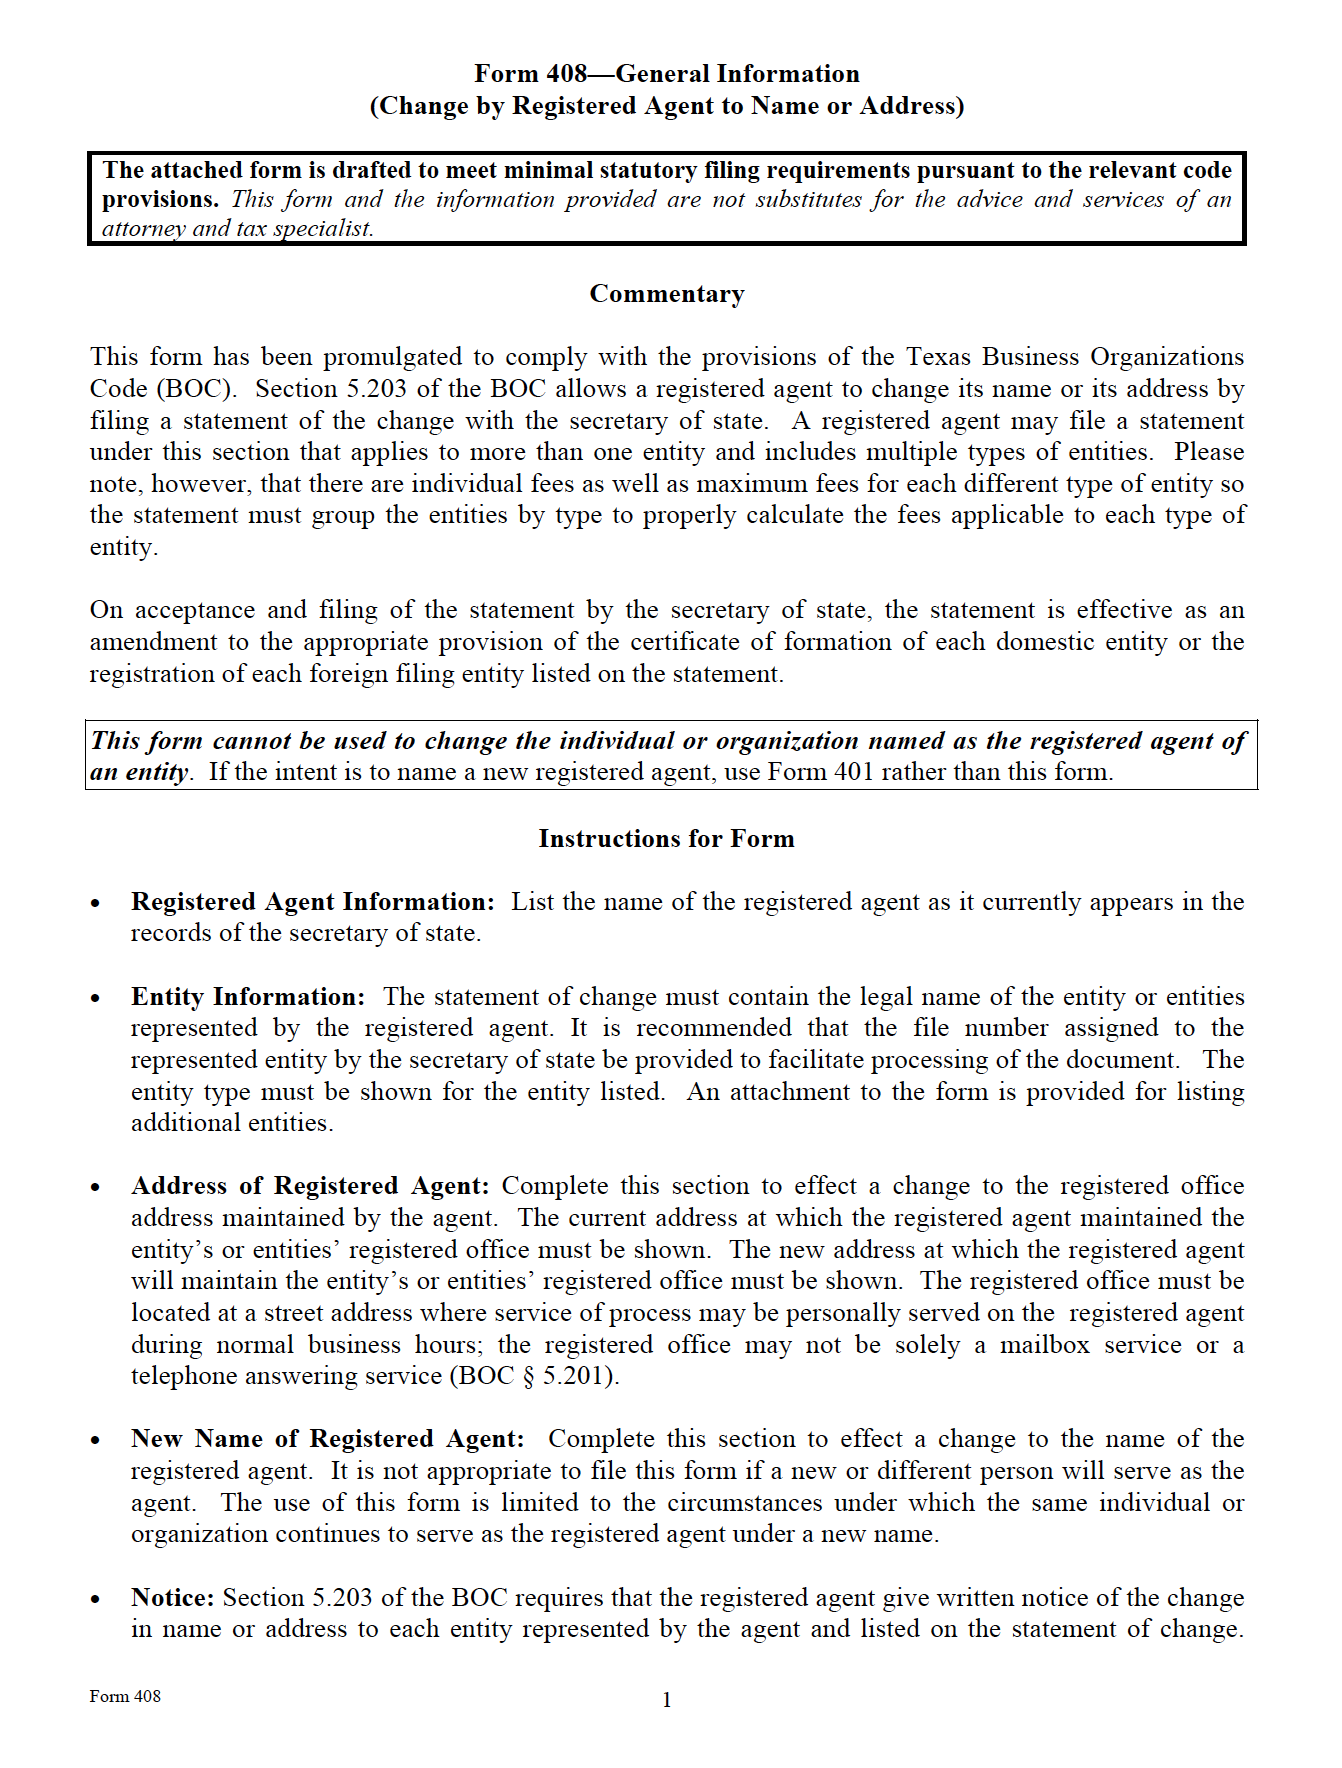 Form 408—General Information
(Change by Registered Agent to Name or Address)
The attached form is drafted to meet minimal statutory filing requirements pursuant to the relevant code
provisions. This form and the information provided are not substitutes for the advice and services of an
attorney and tax specialist.
Commentary
This form has been promulgated to comply with the provisions of the Texas Business Organizations
Code (BOC). Section 5.203 of the BOC allows a registered agent to change its name or its address by
filing a statement of the change with the secretary of state. A registered agent may file a statement
under this section that applies to more than one entity and includes multiple types of entities. Please
note, however, that there are individual fees as well as maximum fees for each different type of entity so
the statement must group the entities by type to properly calculate the fees applicable to each type of
entity.
On acceptance and filing of the statement by the secretary of state, the statement is effective as an
amendment to the appropriate provision of the certificate of formation of each domestic entity or the
registration of each foreign filing entity listed on the statement.
This form cannot be used to change the individual or organization named as the registered agent of
an entity. If the intent is to name a new registered agent, use Form 401 rather than this form.
Instructions for Form
• Registered Agent Information: List the name of the registered agent as it currently appears in the
records of the secretary of state.
• Entity Information: The statement of change must contain the legal name of the entity or entities
represented by the registered agent. It is recommended that the file number assigned to the
represented entity by the secretary of state be provided to facilitate processing of the document. The
entity type must be shown for the entity listed. An attachment to the form is provided for listing
additional entities.
• Address of Registered Agent: Complete this section to effect a change to the registered office
address maintained by the agent. The current address at which the registered agent maintained the
entity’s or entities’ registered office must be shown. The new address at which the registered agent
will maintain the entity’s or entities’ registered office must be shown. The registered office must be
located at a street address where service of process may be personally served on the registered agent
during normal business hours; the registered office may not be solely a mailbox service or a
telephone answering service (BOC § 5.201).
• New Name of Registered Agent: Complete this section to effect a change to the name of the
registered agent. It is not appropriate to file this form if a new or different person will serve as the
agent. The use of this form is limited to the circumstances under which the same individual or
organization continues to serve as the registered agent under a new name.
• Notice: Section 5.203 of the BOC requires that the registered agent give written notice of the change
in name or address to each entity represented by the agent and listed on the statement of change.
Form 408
1